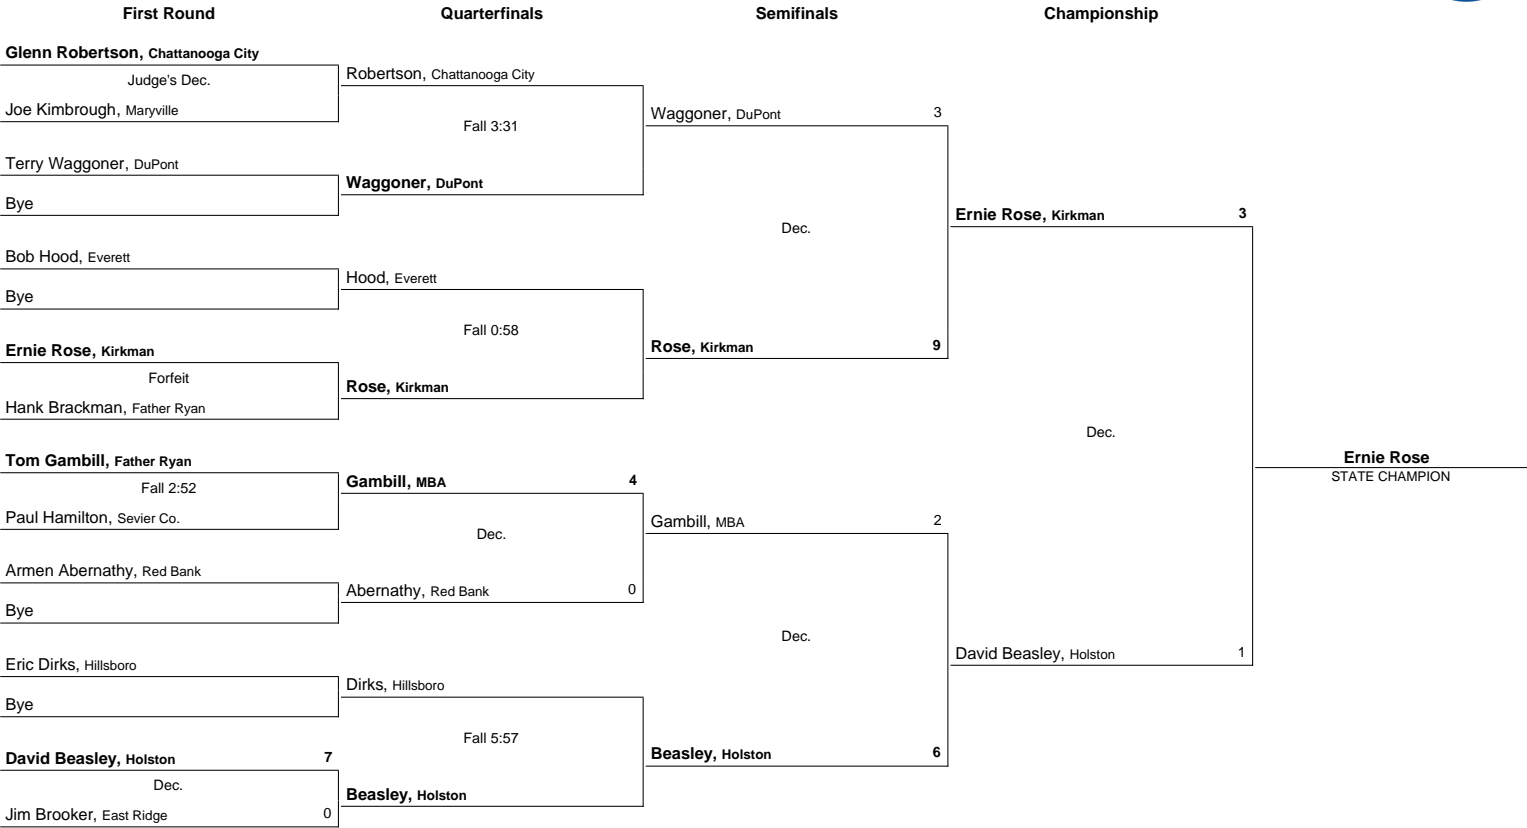 First Round
Quarterfinals
Semifinals
Championship
Glenn Robertson, Chattanooga City
Judge's Dec.
Joe Kimbrough, Maryville
Terry Waggoner, DuPont
Bye
Bob Hood, Everett
Bye
Ernie Rose, Kirkman
Forfeit
Hank Brackman, Father Ryan
Tom Gambill, Father Ryan
Fall 2:52
Paul Hamilton, Sevier Co.
Armen Abernathy, Red Bank
Bye
Eric Dirks, Hillsboro
Bye
David Beasley, Holston 7
Dec.
Jim Brooker, East Ridge 0
Robertson, Chattanooga City
Fall 3:31
Waggoner, DuPont
Hood, Everett
Fall 0:58
Rose, Kirkman
Gambill, MBA 4
Dec.
Abernathy, Red Bank 0
Dirks, Hillsboro
Fall 5:57
Beasley, Holston
Waggoner, DuPont 3
Dec.
Rose, Kirkman 9
Gambill, MBA 2
Dec.
Beasley, Holston 6
Ernie Rose, Kirkman 3
Dec.
David Beasley, Holston 1
Ernie Rose
STATE CHAMPION